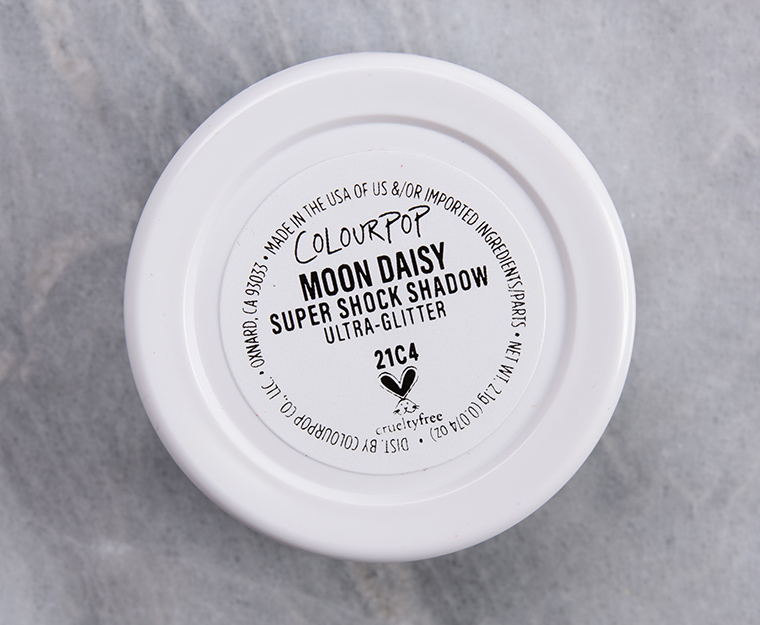 COLOURPOP
MOON DAISY
SUPER SHOCK SHADOW
ULTRA-GLITTER
21C4
crueltyfree
• MADE IN THE USA OF US &/OR IMPORTED INGREDIENTS/PARTS • NET WT. 2.1g (0.074 oz) • DIST. BY COLOURPOP CO., LLC. • OXNARD, CA 93033